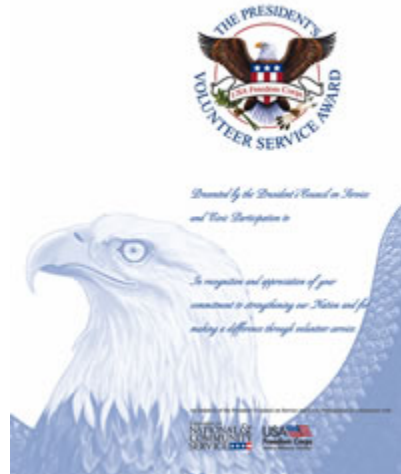 THE PRESIDENT'S
USA Freedom Corps
VOLUNTEER SERVICE AWARD
Presented by the President's Council on Service
and Civic Participation to
In recognition and appreciation of your
commitment to strengthening our Nation and for
making a difference through volunteer service.
NATIONAL &
COMMUNITY
SERVICE
USA
Freedom Corps